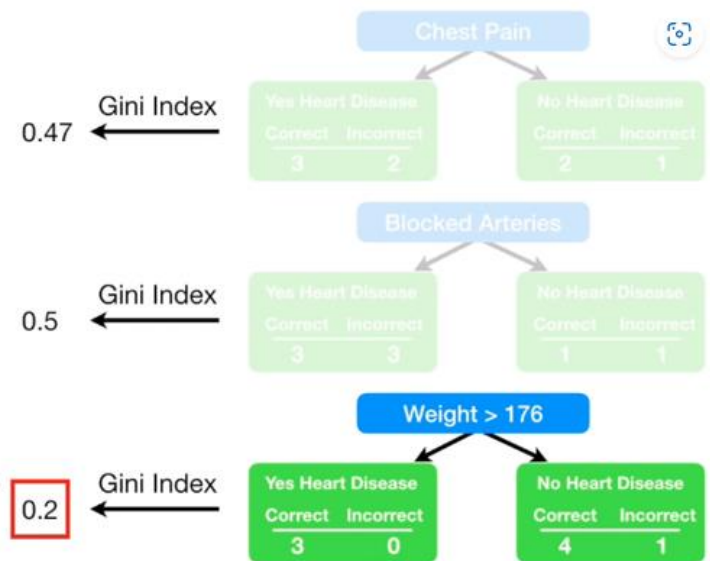 Chest Pain
Gini Index
0.47
Yes Heart Disease
Correct Incorrect
3 2
No Heart Disease
Correct Incorrect
2 1
Blocked Arteries
Gini Index
0.5
Yes Heart Disease
Correct Incorrect
3 3
No Heart Disease
Correct Incorrect
1 1
Weight > 176
Gini Index
0.2
Yes Heart Disease
Correct Incorrect
3 0
No Heart Disease
Correct Incorrect
4 1